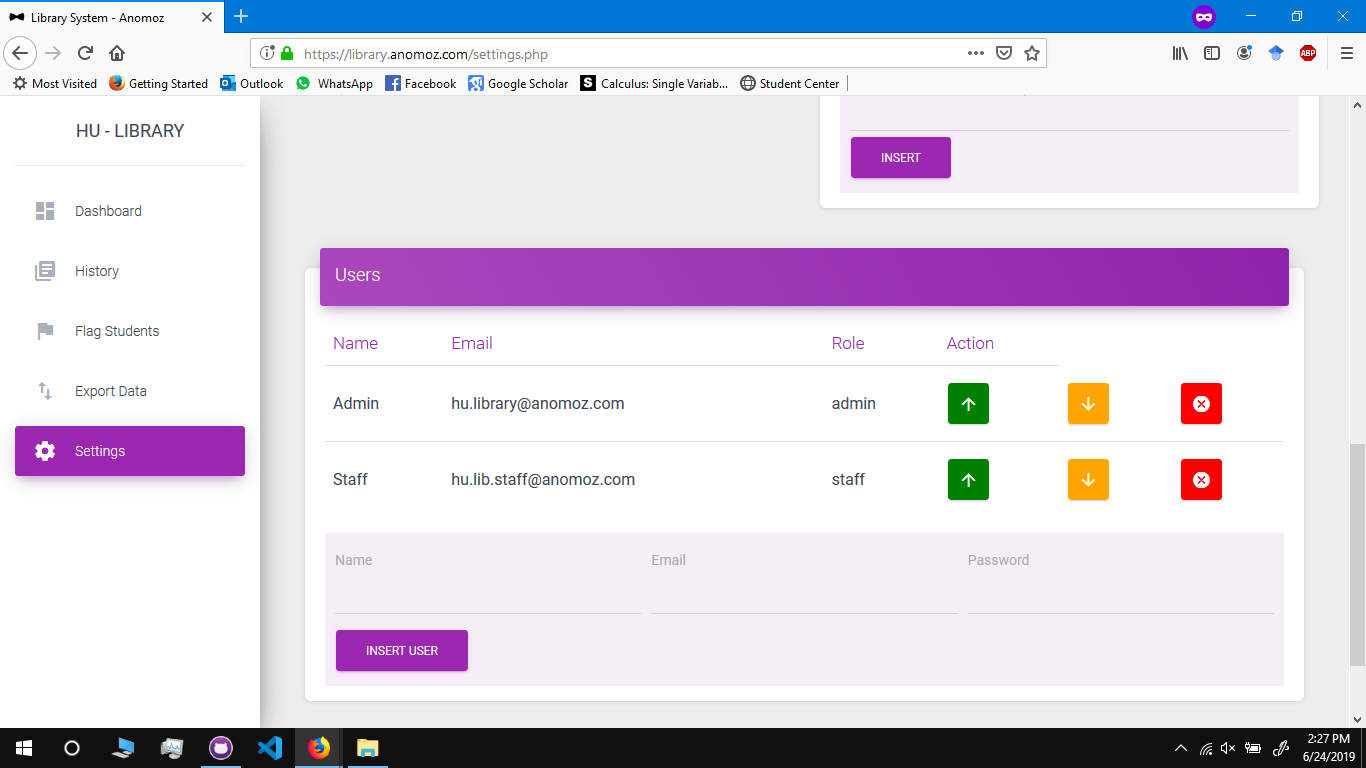 Library System - Anomoz
https://library.anomoz.com/settings.php
ABP
Most Visited Getting Started Outlook WhatsApp Facebook Google Scholar S Calculus: Single Variab... Student Center
HU - LIBRARY
Dashboard
History
Flag Students
Export Data
Settings
INSERT
Users
Name Email Role Action
Admin hu.library@anomoz.com admin
Staff hu.lib.staff@anomoz.com staff
Name Email Password
INSERT USER
2:27 PM
6/24/2019